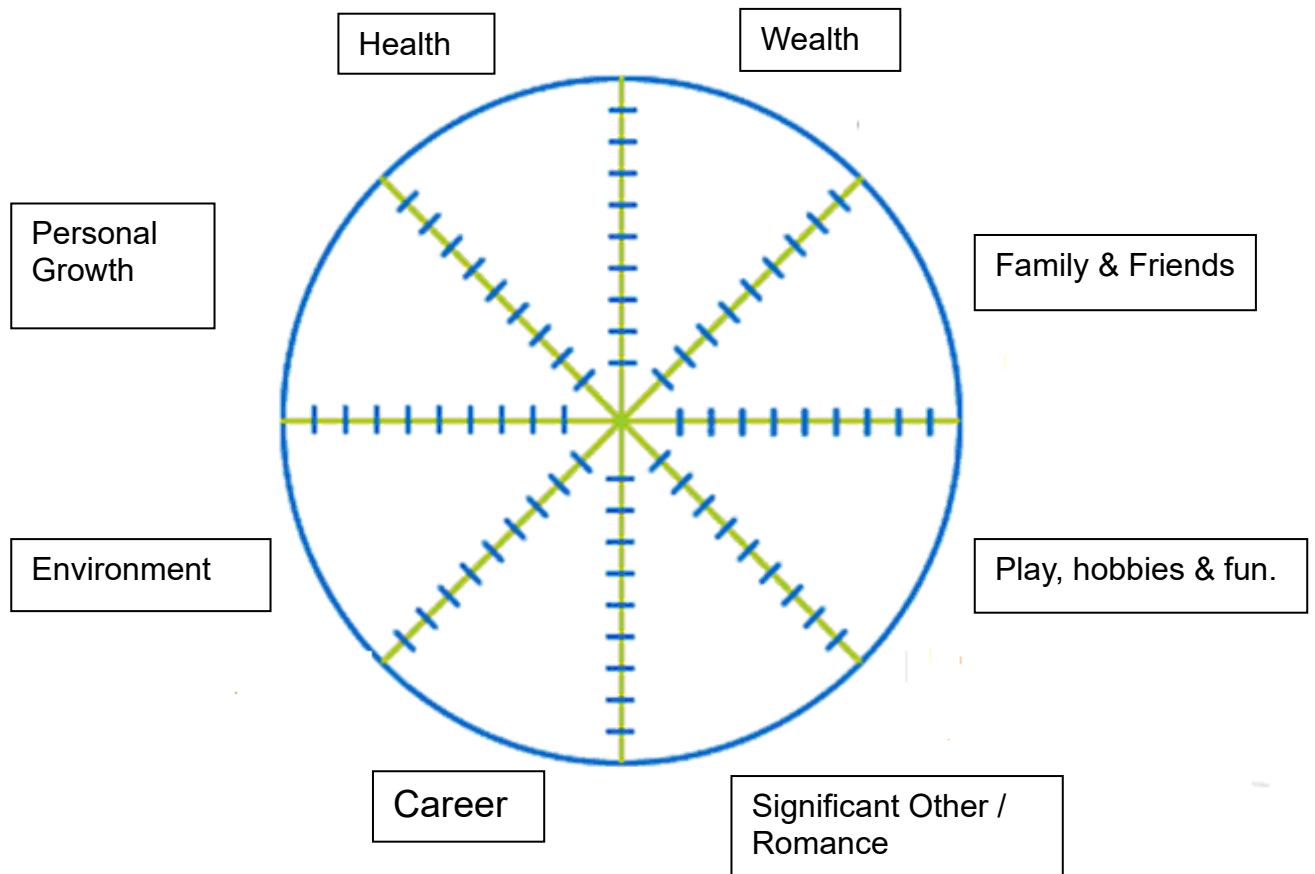 Health
Wealth
Personal
Growth
Family & Friends
Environment
Play, hobbies & fun.
Career
Significant Other /
Romance